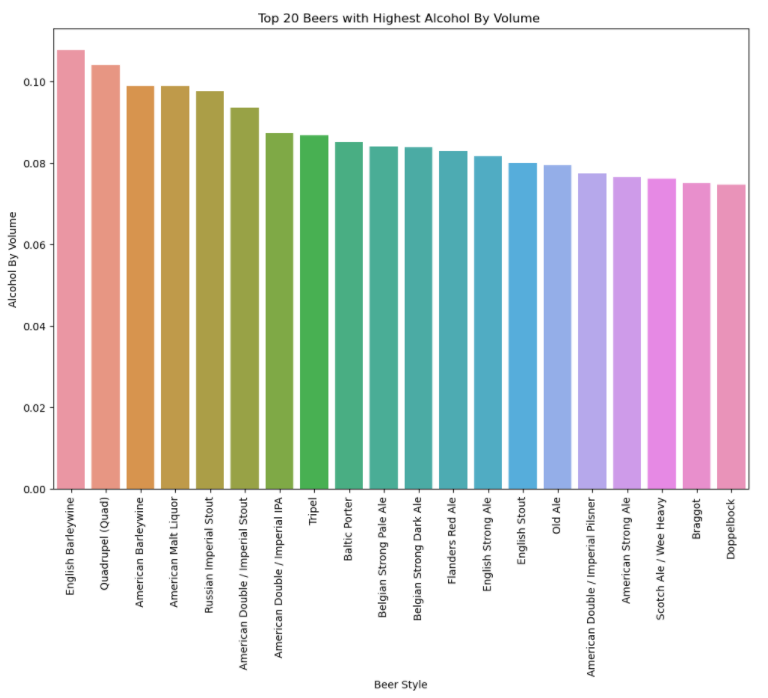 Top 20 Beers with Highest Alcohol By Volume
Alcohol By Volume
0.10
0.08
0.06
0.04
0.02
0.00
English Barleywine
Quadrupel (Quad)
American Barleywine
American Malt Liquor
Russian Imperial Stout
American Double / Imperial Stout
American Double / Imperial IPA
Tripel
Baltic Porter
Belgian Strong Pale Ale
Belgian Strong Dark Ale
Flanders Red Ale
English Strong Ale
English Stout
Old Ale
American Double / Imperial Pilsner
American Strong Ale
Scotch Ale / Wee Heavy
Braggot
Doppelbock
Beer Style